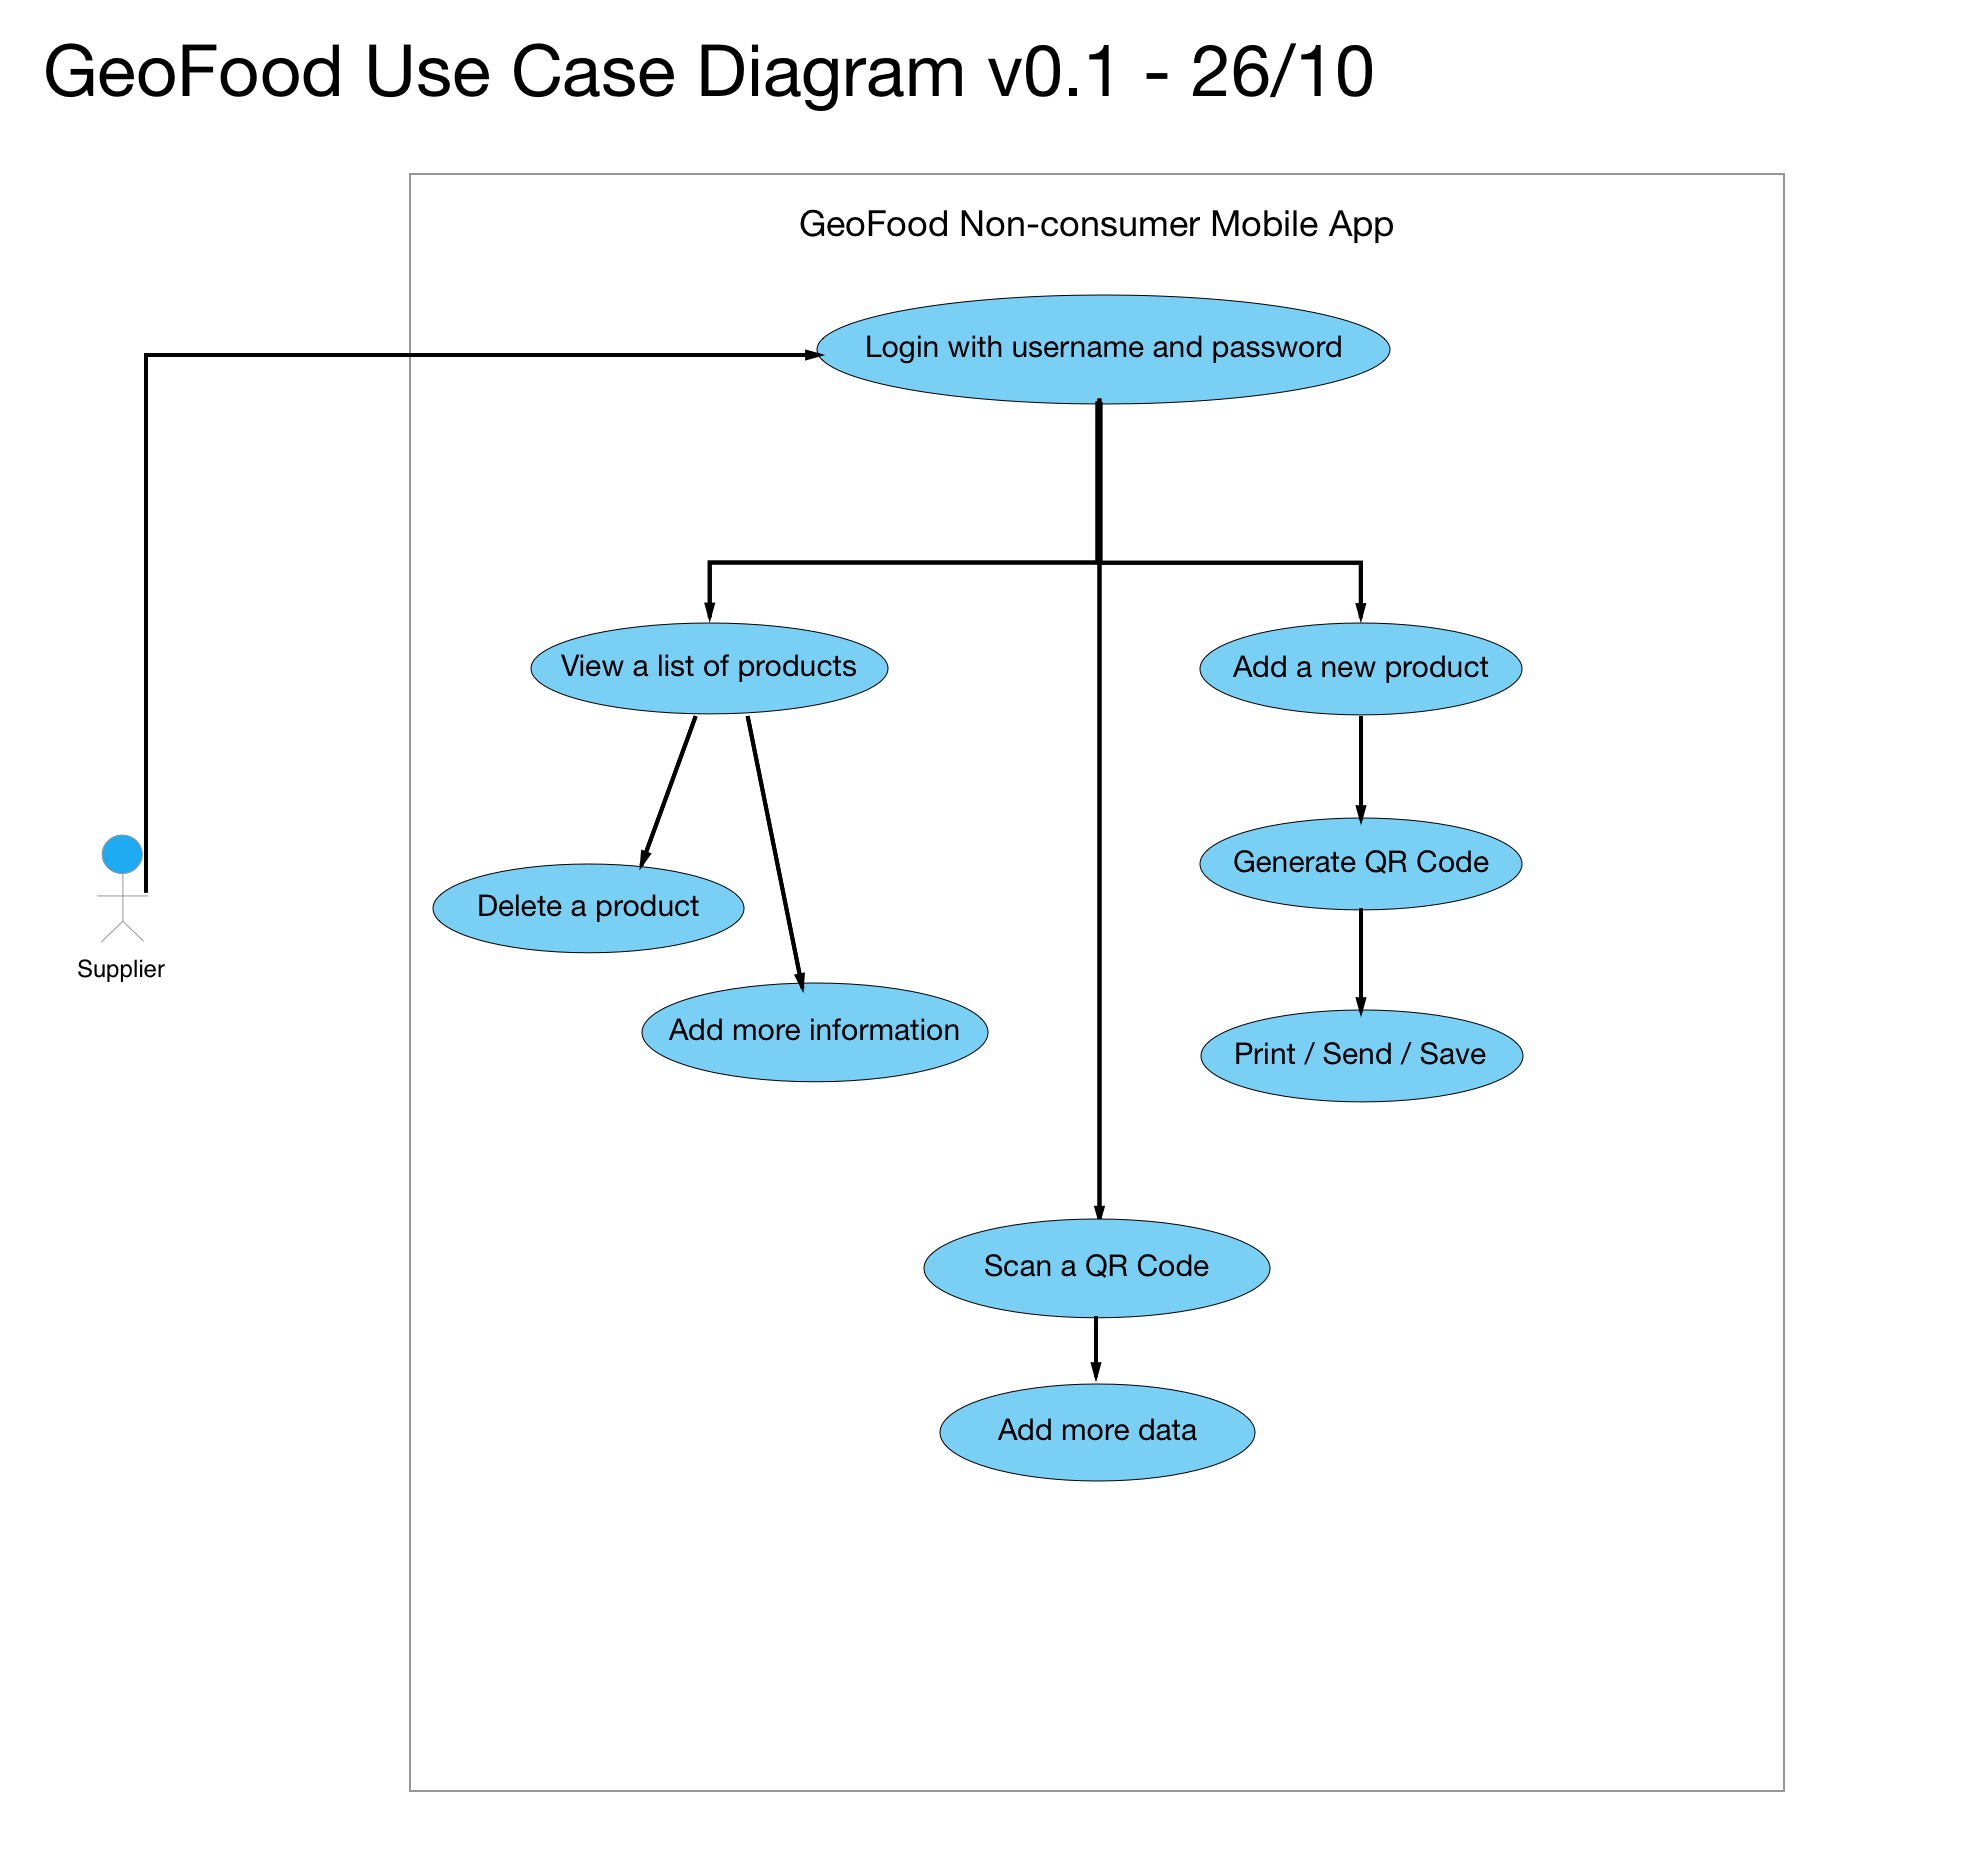 GeoFood Use Case Diagram v0.1 - 26/10
GeoFood Non-consumer Mobile App
Login with username and password
View a list of products
Add a new product
Generate QR Code
Delete a product
Supplier
Add more information
Print / Send / Save
Scan a QR Code
Add more data